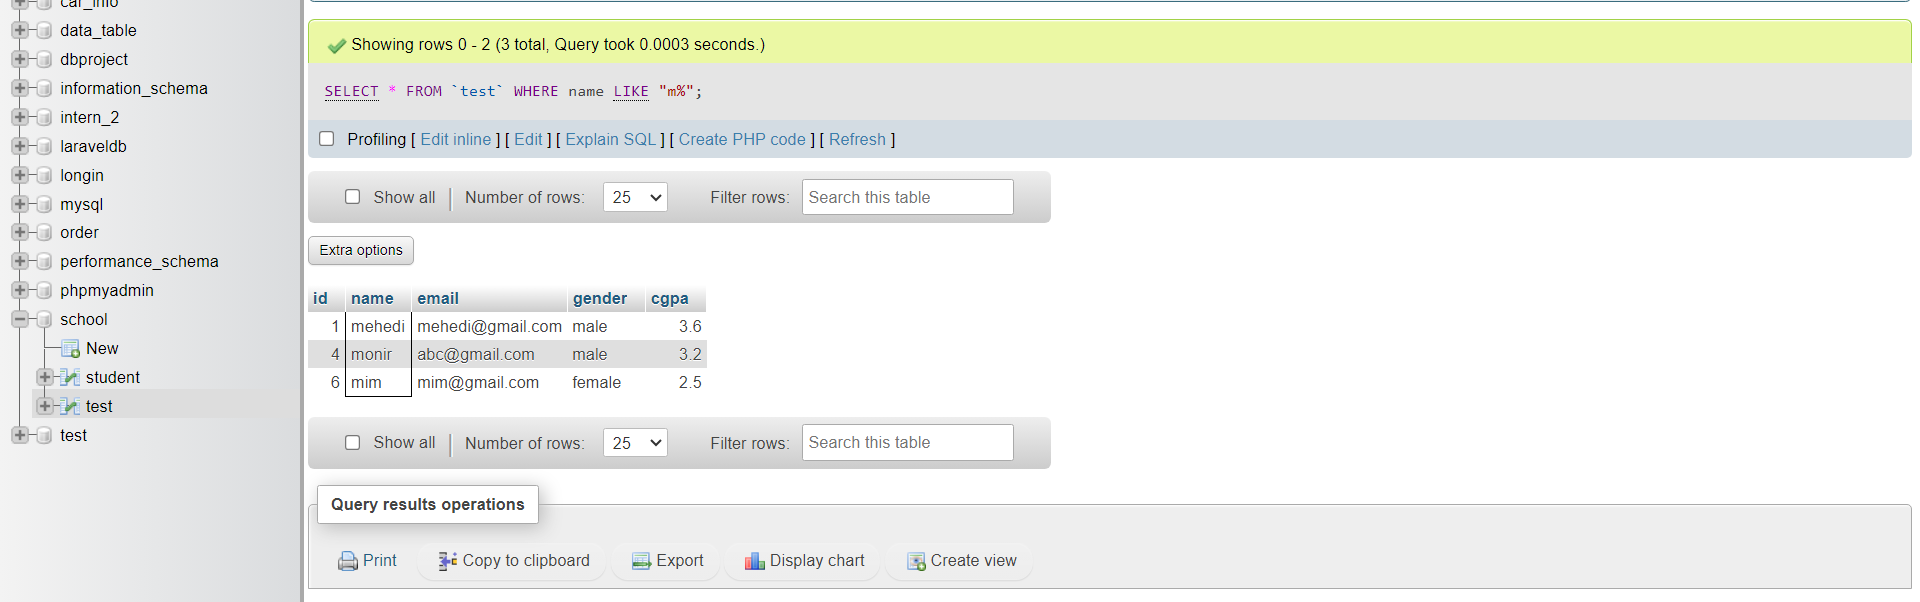 car_info
data_table
dbproject
information_schema
intern_2
laraveldb
longin
mysql
order
performance_schema
phpmyadmin
school
New
student
test
test
Showing rows 0 - 2 (3 total, Query took 0.0003 seconds.)
SELECT * FROM `test` WHERE name LIKE "m%";
Profiling [ Edit inline ] [ Edit ] [ Explain SQL ] [ Create PHP code ] [ Refresh ]
Show all Number of rows: 25 Filter rows: Search this table
Extra options
id name email gender cgpa
1 mehedi mehedi@gmail.com male 3.6
4 monir abc@gmail.com male 3.2
6 mim mim@gmail.com female 2.5
Show all Number of rows: 25 Filter rows: Search this table
Query results operations
Print Copy to clipboard Export Display chart Create view